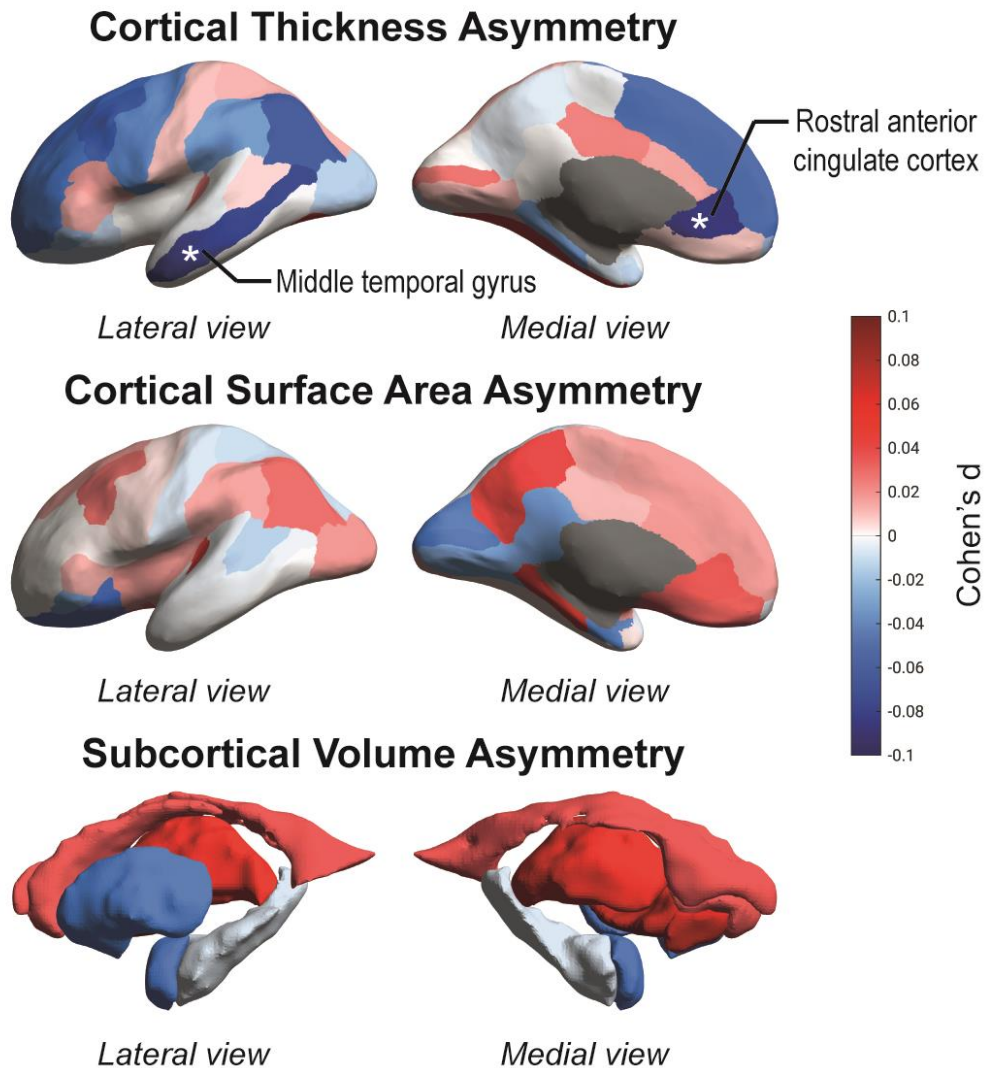 Cortical Thickness Asymmetry
Rostral anterior
cingulate cortex
*
*
Middle temporal gyrus
Lateral view
Medial view
Cortical Surface Area Asymmetry
Lateral view
Medial view
0.1
0.08
0.06
0.04
0.02
0
-0.02
-0.04
-0.06
-0.08
-0.1
Cohen's d
Subcortical Volume Asymmetry
Lateral view
Medial view